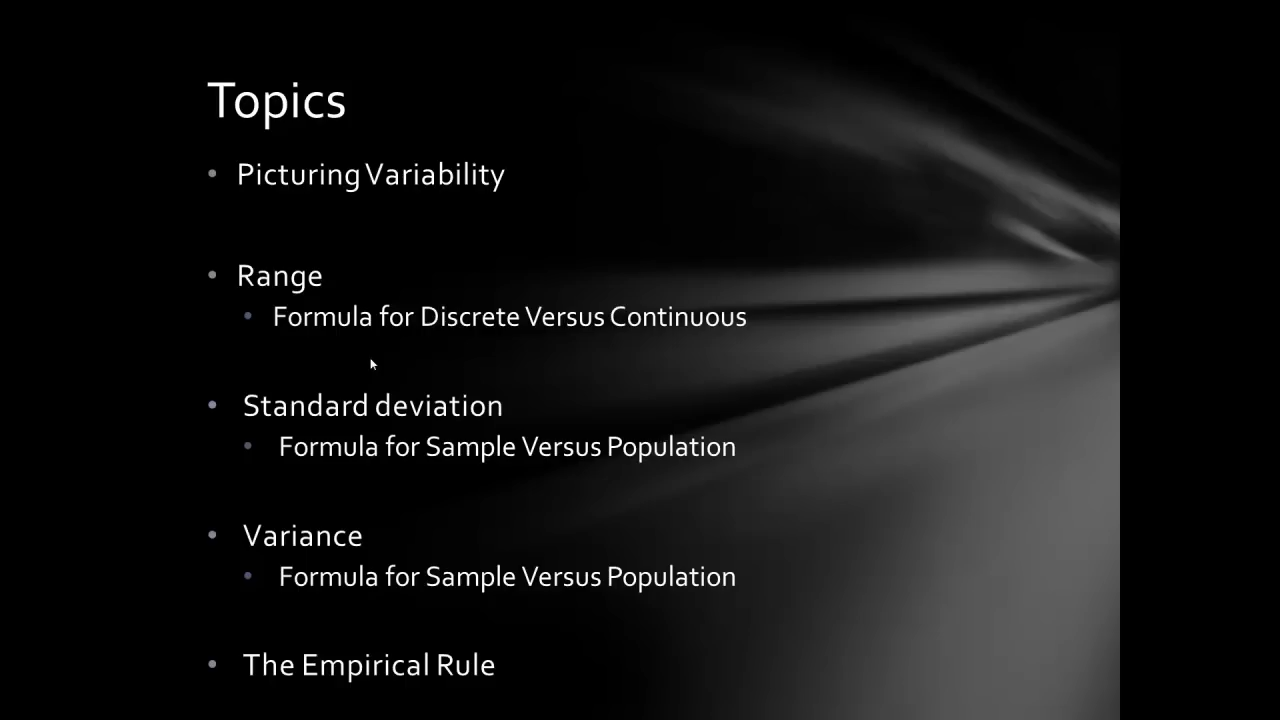 Topics
• Picturing Variability
• Range
• Formula for Discrete Versus Continuous
• Standard deviation
• Formula for Sample Versus Population
• Variance
• Formula for Sample Versus Population
• The Empirical Rule